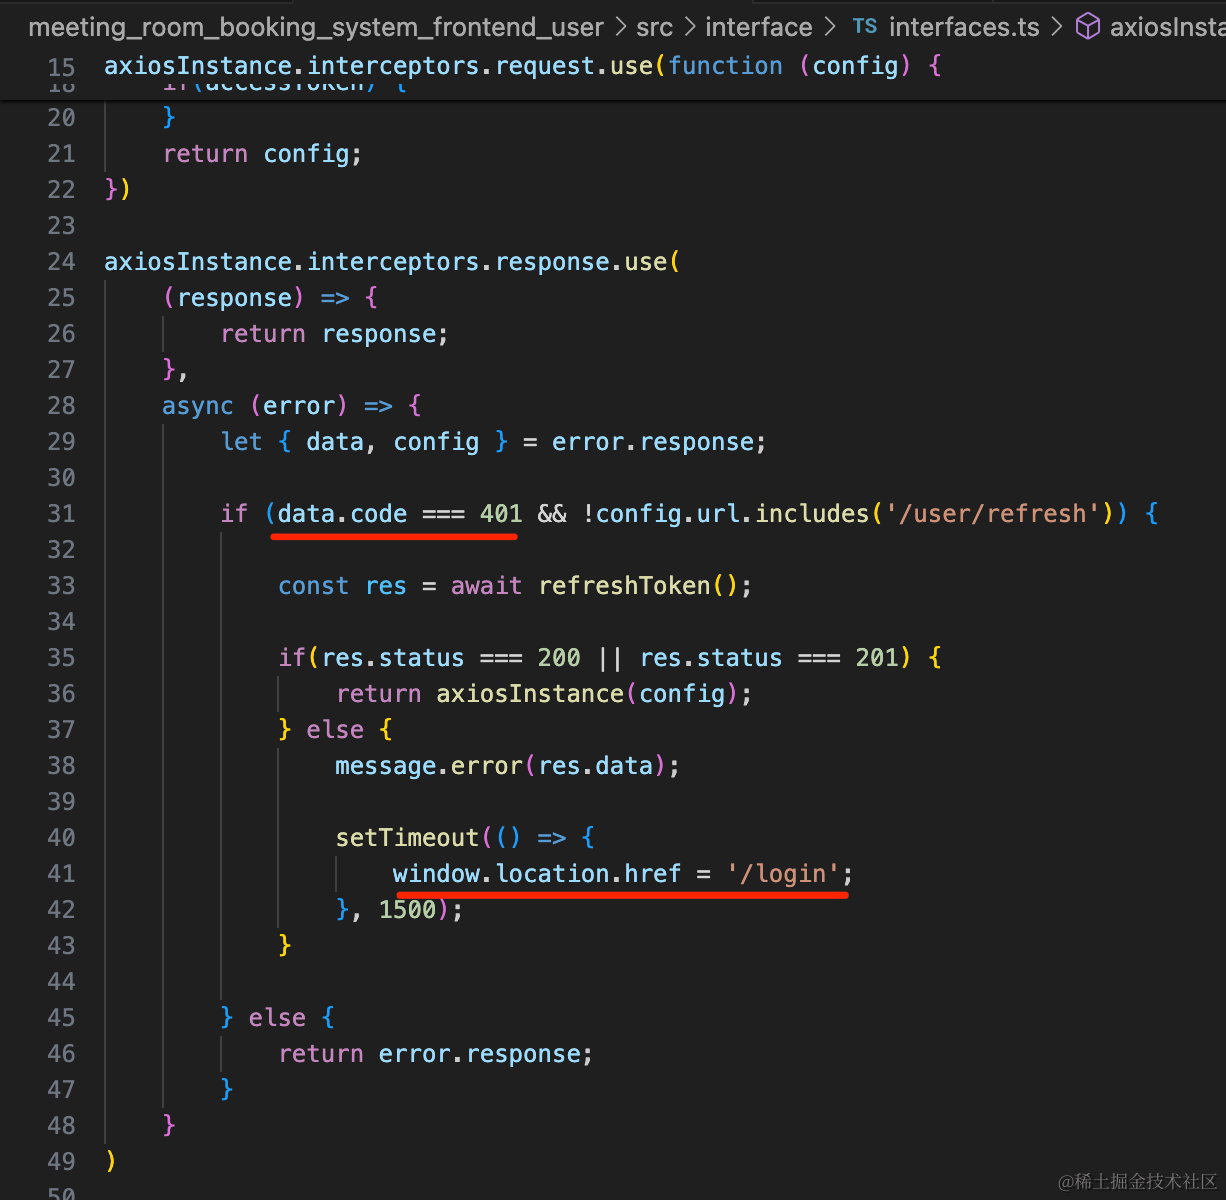 meeting_room_booking_system_frontend_user > src > interface > TS interfaces.ts > axiosInsta
15 axiosInstance.interceptors.request.use(function (config) {
18 if(accessToken) {
20 }
21 return config;
22 })
23
24 axiosInstance.interceptors.response.use(
25 (response) => {
26 return response;
27 },
28 async (error) => {
29 let { data, config } = error.response;
30
31 if (data.code === 401 && !config.url.includes('/user/refresh')) {
32
33 const res = await refreshToken();
34
35 if(res.status === 200 || res.status === 201) {
36 return axiosInstance(config);
37 } else {
38 message.error(res.data);
39
40 setTimeout(() => {
41 window.location.href = '/login';
42 }, 1500);
43 }
44
45 } else {
46 return error.response;
47 }
48 }
49 )
50
@稀土掘金技术社区